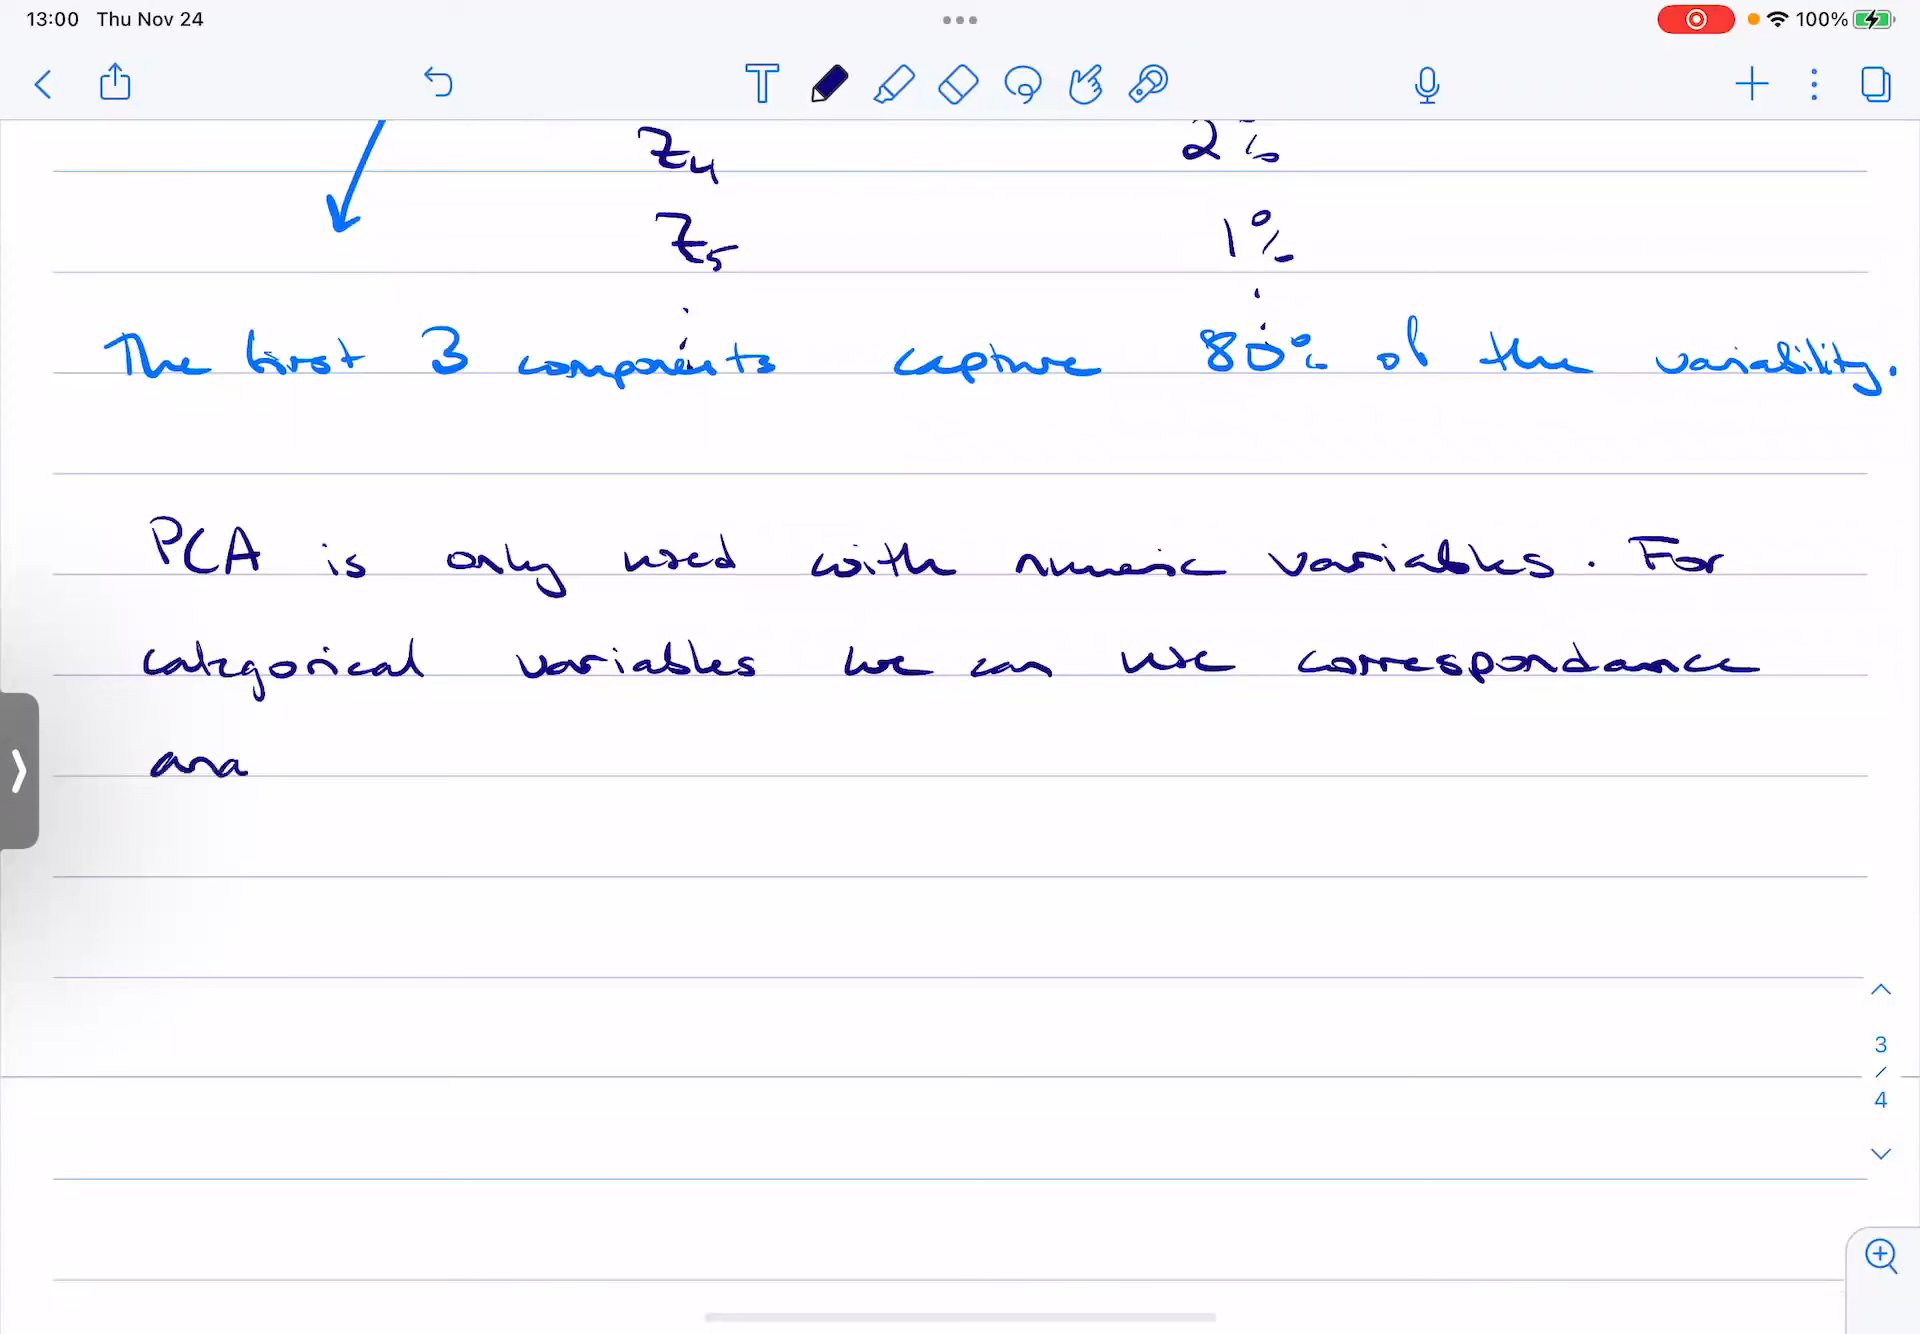 13:00 Thu Nov 24
100%
T
Z4 2%
Z5 1%
The first 3 components capture 80% of the variability.
PCA is only used with numeric variables. For
categorical variables we can use correspondance
ana
3
/
4